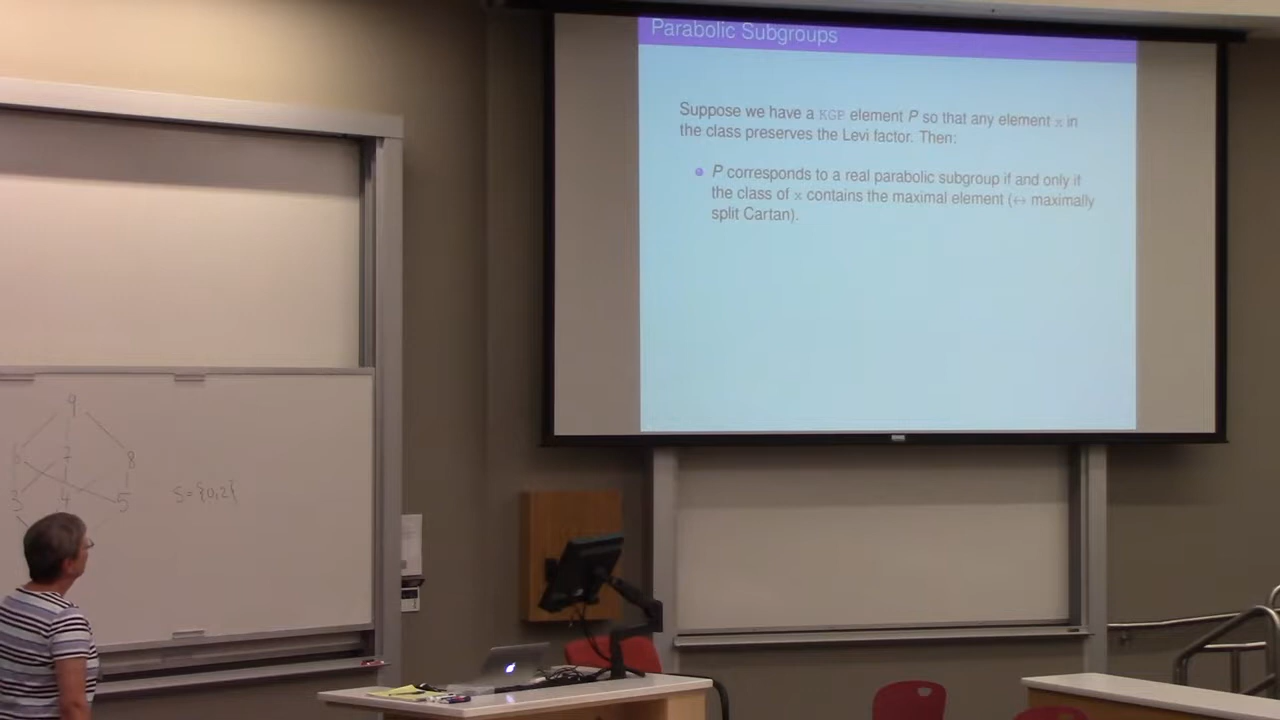 Parabolic Subgroups
Suppose we have a KGP element P so that any element x in
the class preserves the Levi factor. Then:
P corresponds to a real parabolic subgroup if and only if
the class of x contains the maximal element (↔ maximally
split Cartan).
9
7 8
3 4 5
S={0,2}